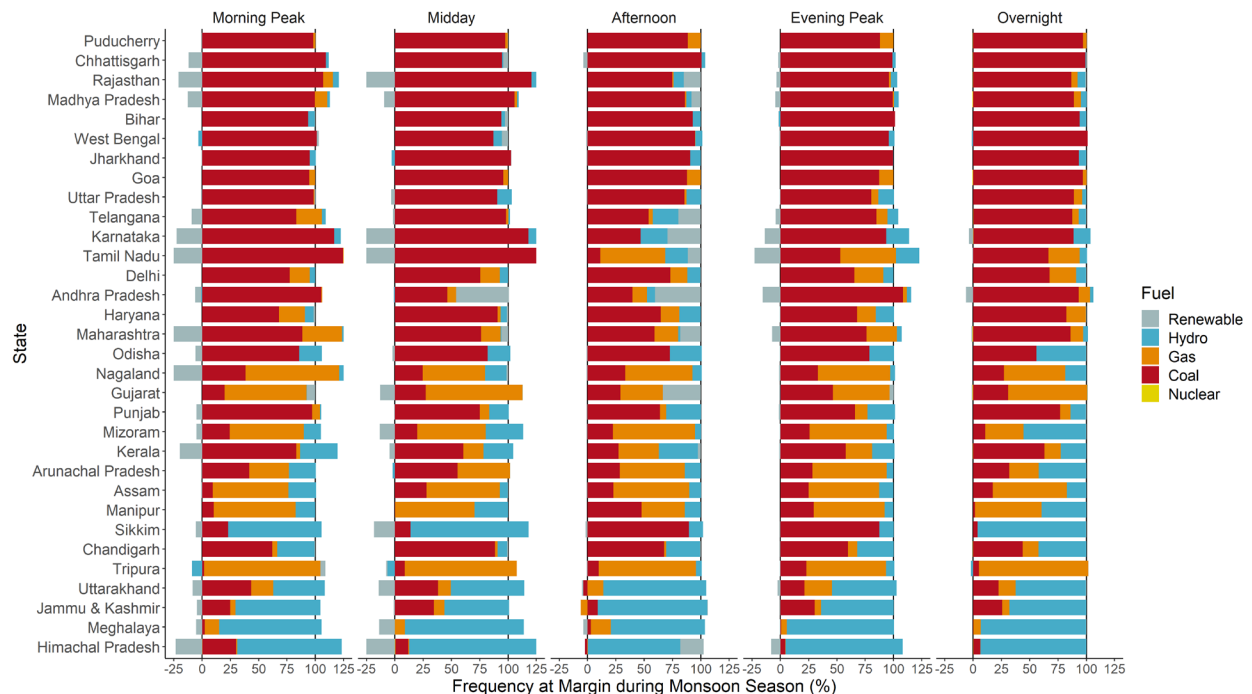 Morning Peak Midday Afternoon Evening Peak Overnight
Puducherry
Chhattisgarh
Rajasthan
Madhya Pradesh
Bihar
West Bengal
Jharkhand
Goa
Uttar Pradesh
Telangana
Karnataka
Tamil Nadu
Delhi
Andhra Pradesh
Haryana
Maharashtra
Odisha
Nagaland
Gujarat
Punjab
Mizoram
Kerala
Arunachal Pradesh
Assam
Manipur
Sikkim
Chandigarh
Tripura
Uttarakhand
Jammu & Kashmir
Meghalaya
Himachal Pradesh
State
Fuel
Renewable
Hydro
Gas
Coal
Nuclear
-25 0 25 50 75 100 125 -25 0 25 50 75 100 125 -25 0 25 50 75 100 125 -25 0 25 50 75 100 125 -25 0 25 50 75 100 125
Frequency at Margin during Monsoon Season (%)